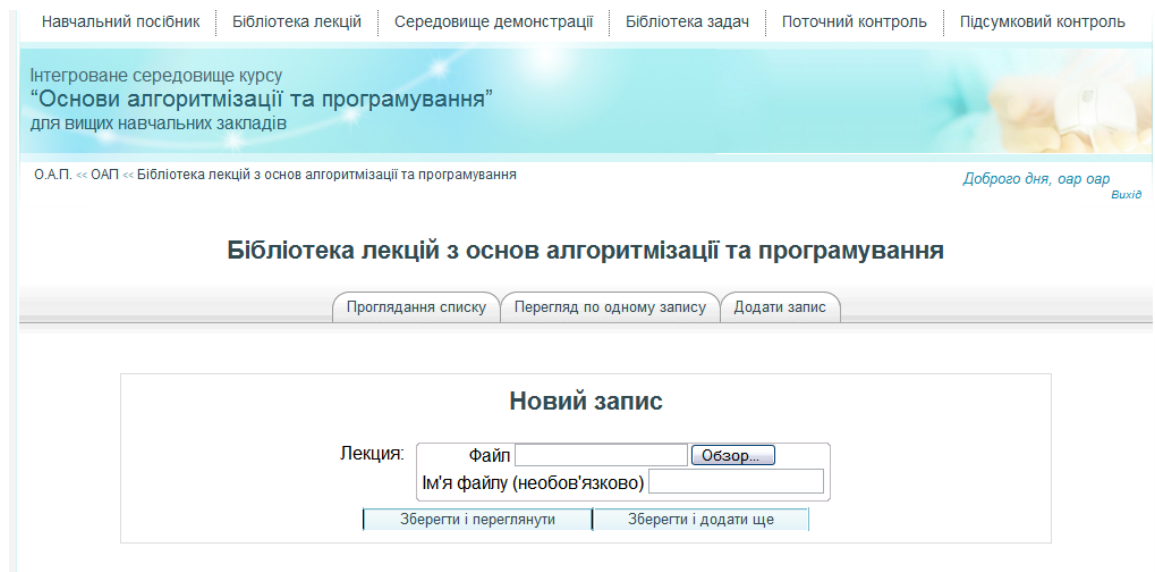 Навчальний посібник Бібліотека лекцій Середовище демонстрації Бібліотека задач Поточний контроль Підсумковий контроль
Інтегроване середовище курсу
“Основи алгоритмізації та програмування”
для вищих навчальних закладів
О.А.П. << ОАП << Бібліотека лекцій з основ алгоритмізації та програмування
Доброго дня, oap oap
Вихід
Бібліотека лекцій з основ алгоритмізації та програмування
Проглядання списку Перегляд по одному запису Додати запис
Новий запис
Лекция: Файл Обзор...
Ім'я файлу (необов'язково)
Зберегти і переглянути Зберегти і додати ще